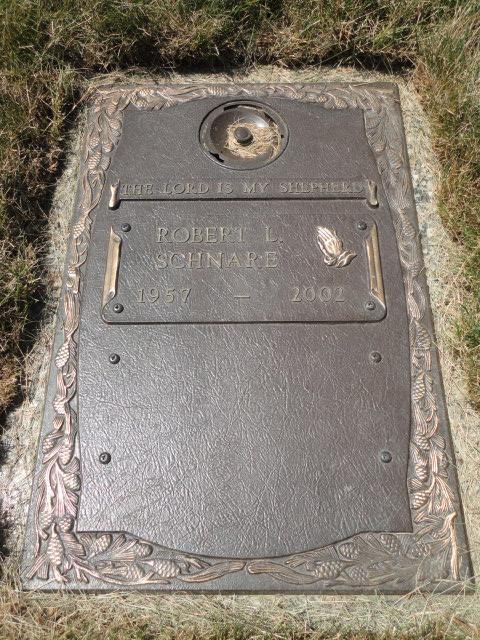 THE LORD IS MY SHEPHERD
ROBERT L.
SCHNARE
1957 — 2002